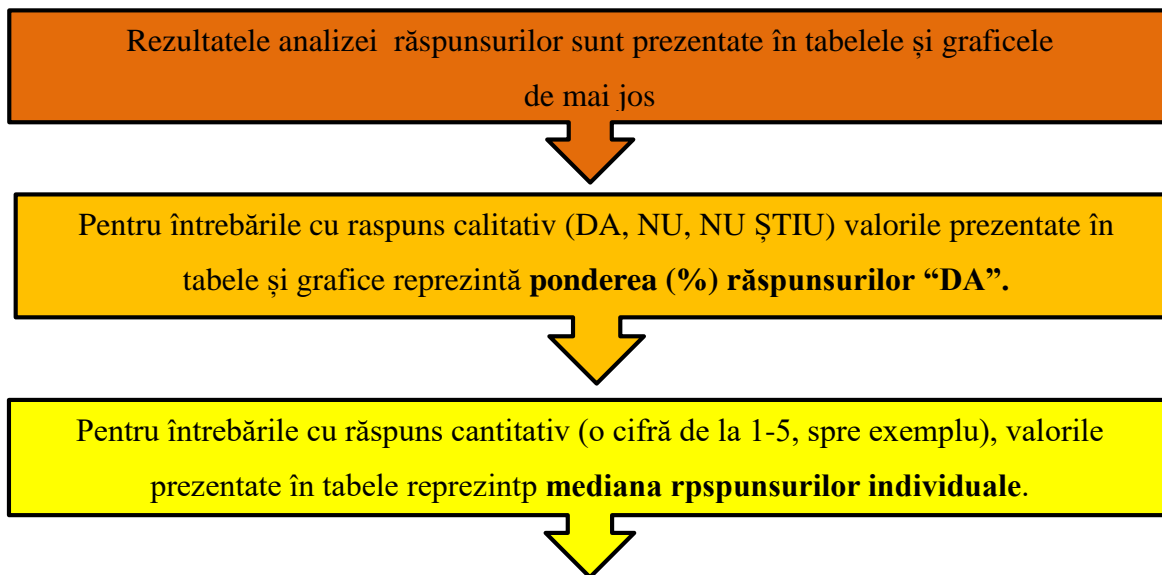 Rezultatele analizei răspunsurilor sunt prezentate în tabelele și graficele
de mai jos
Pentru întrebările cu raspuns calitativ (DA, NU, NU ȘTIU) valorile prezentate în
tabele și grafice reprezintă ponderea (%) răspunsurilor “DA”.
Pentru întrebările cu răspuns cantitativ (o cifră de la 1-5, spre exemplu), valorile
prezentate în tabele reprezintp mediana rpspunsurilor individuale.